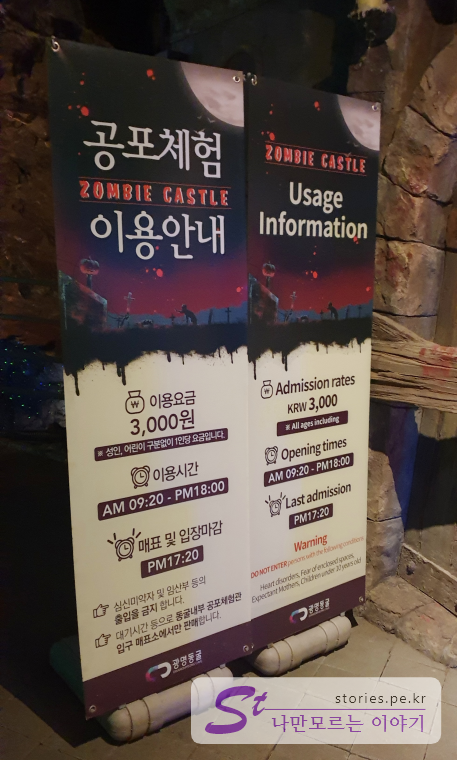 공포체험
ZOMBIE CASTLE
이용안내
이용요금
3,000원
※ 성인, 어린이 구분없이 1인당 요금입니다.
이용시간
AM 09:20 - PM18:00
매표 및 입장마감
PM17:20
심신미약자 및 임산부 등의
출입을 금지 합니다.
대기시간 등으로 동굴내부 공포체험관
입구 매표소에서만 판매합니다.
광명동굴
ZOMBIE CASTLE
Usage
Information
Admission rates
KRW 3,000
※ All ages including
Opening times
AM 09:20 - PM 18:00
Last admission
PM17:20
Warning
DO NOT ENTER persons with the following conditions
Heart disorders, Fear of enclosed spaces,
Expectant Mothers, Children under 10 years old
광명동굴
St
stories.pe.kr
나만모르는 이야기